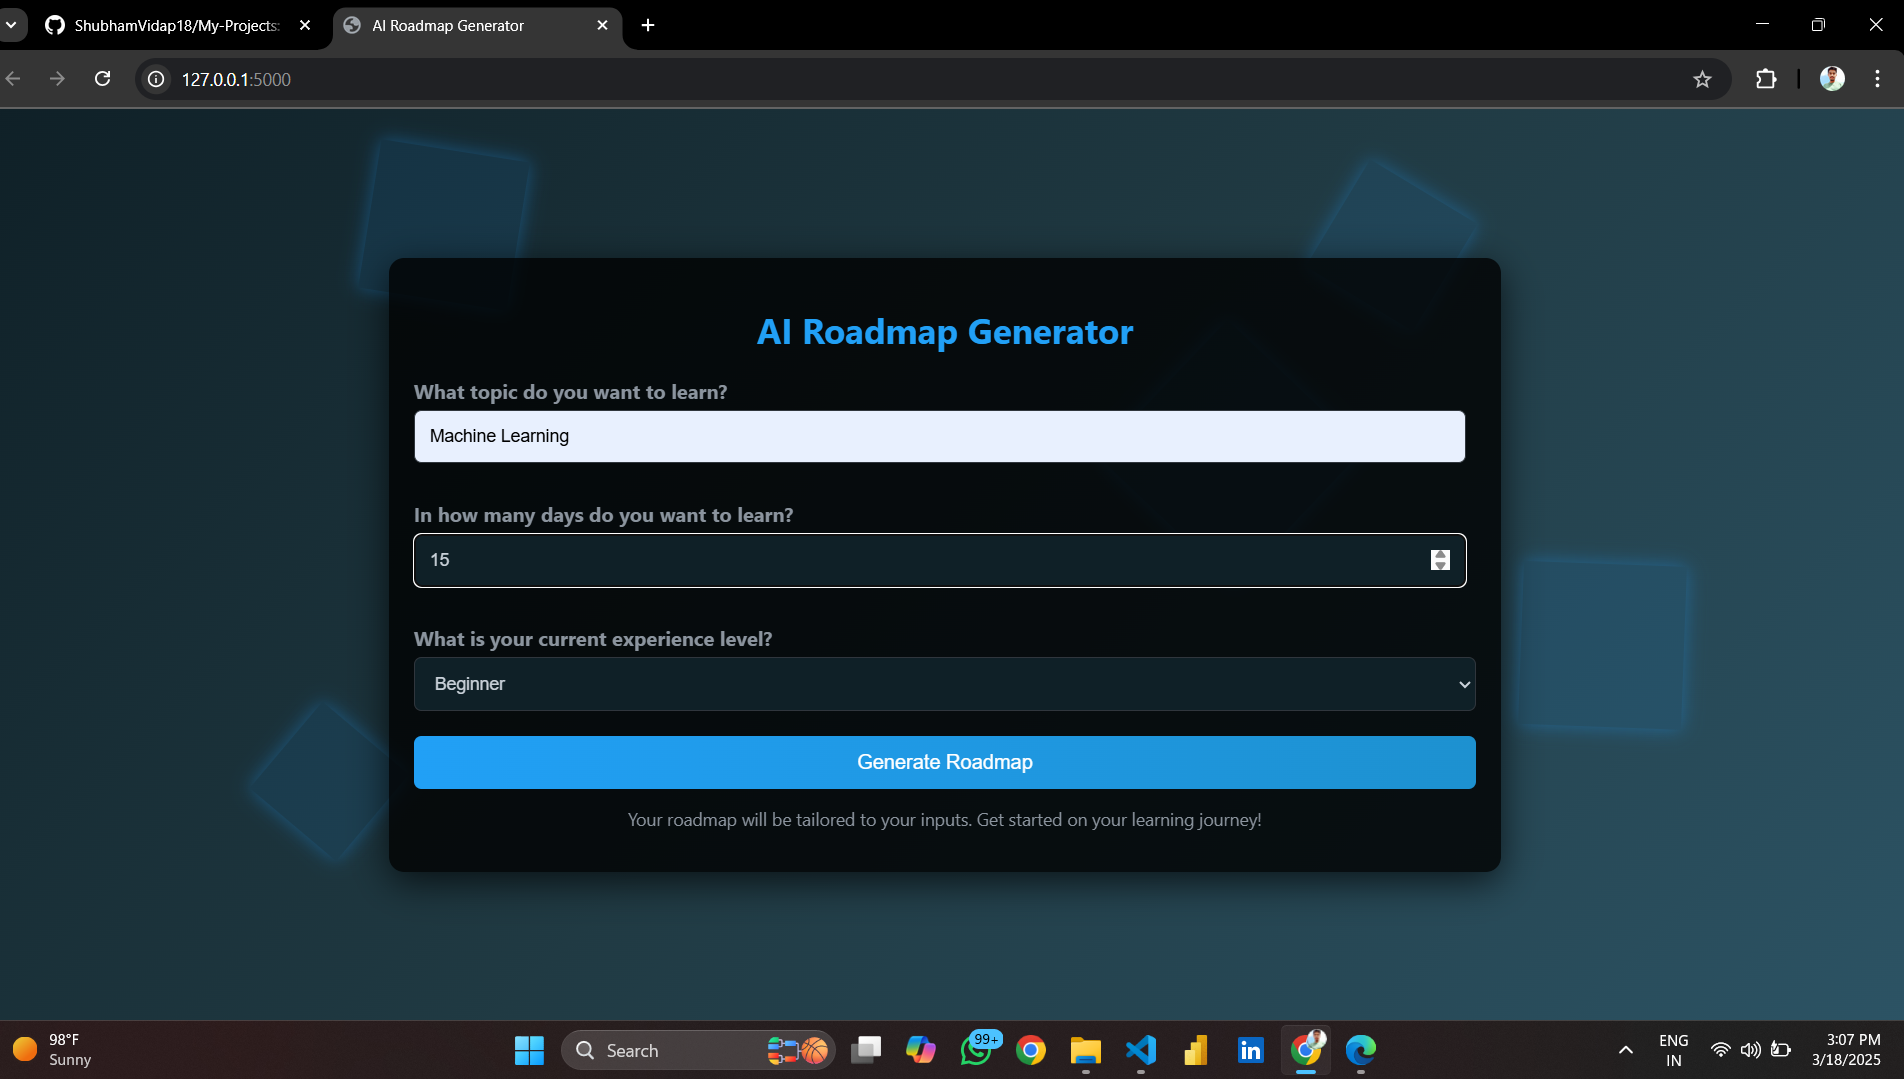 ShubhamVidap18/My-Projects:
AI Roadmap Generator
127.0.0.1:5000
AI Roadmap Generator
What topic do you want to learn?
Machine Learning
In how many days do you want to learn?
15
What is your current experience level?
Beginner
Generate Roadmap
Your roadmap will be tailored to your inputs. Get started on your learning journey!
98°F
Sunny
Search
99+
in
ENG
IN
3:07 PM
3/18/2025